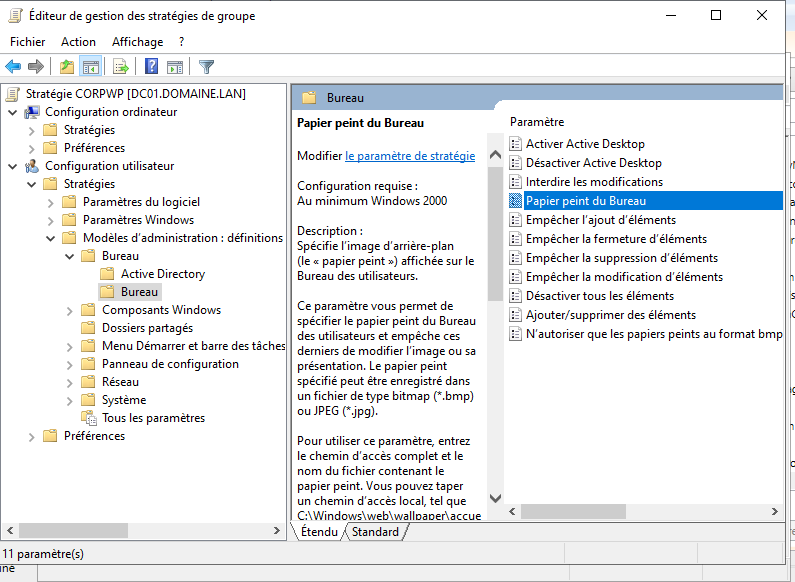 Éditeur de gestion des stratégies de groupe
Fichier Action Affichage ?
Stratégie CORPWP [DC01.DOMAINE.LAN]
Configuration ordinateur
Stratégies
Préférences
Configuration utilisateur
Stratégies
Paramètres du logiciel
Paramètres Windows
Modèles d'administration : définitions
Bureau
Active Directory
Bureau
Composants Windows
Dossiers partagés
Menu Démarrer et barre des tâches
Panneau de configuration
Réseau
Système
Tous les paramètres
Préférences
Bureau
Papier peint du Bureau
Modifier le paramètre de stratégie
Configuration requise :
Au minimum Windows 2000
Description :
Spécifie l'image d'arrière-plan
(le « papier peint ») affichée sur le
Bureau des utilisateurs.
Ce paramètre vous permet de
spécifier le papier peint du Bureau
des utilisateurs et empêche ces
derniers de modifier l'image ou sa
présentation. Le papier peint
spécifié peut être enregistré dans
un fichier de type bitmap (*.bmp)
ou JPEG (*.jpg).
Pour utiliser ce paramètre, entrez
le chemin d'accès complet et le
nom du fichier contenant le
papier peint. Vous pouvez taper
un chemin d'accès local, tel que
C:\Windows\web\wallpaper\accue
Paramètre
Activer Active Desktop
Désactiver Active Desktop
Interdire les modifications
Papier peint du Bureau
Empêcher l'ajout d'éléments
Empêcher la fermeture d'éléments
Empêcher la suppression d'éléments
Empêcher la modification d'éléments
Désactiver tous les éléments
Ajouter/supprimer des éléments
N'autoriser que les papiers peints au format bmp
Étendu Standard
11 paramètre(s)